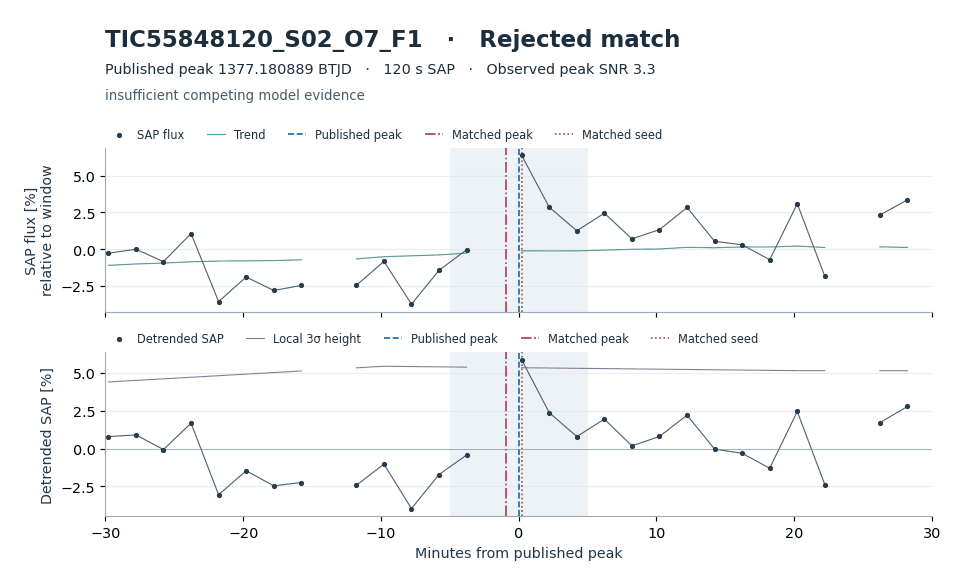 TIC55848120_S02_O7_F1 · Rejected match
Published peak 1377.180889 BTJD · 120 s SAP · Observed peak SNR 3.3
insufficient competing model evidence
SAP flux Trend Published peak Matched peak Matched seed
SAP flux [%]
relative to window
5.0
2.5
0.0
−2.5
Detrended SAP Local 3σ height Published peak Matched peak Matched seed
Detrended SAP [%]
5.0
2.5
0.0
−2.5
−30 −20 −10 0 10 20 30
Minutes from published peak